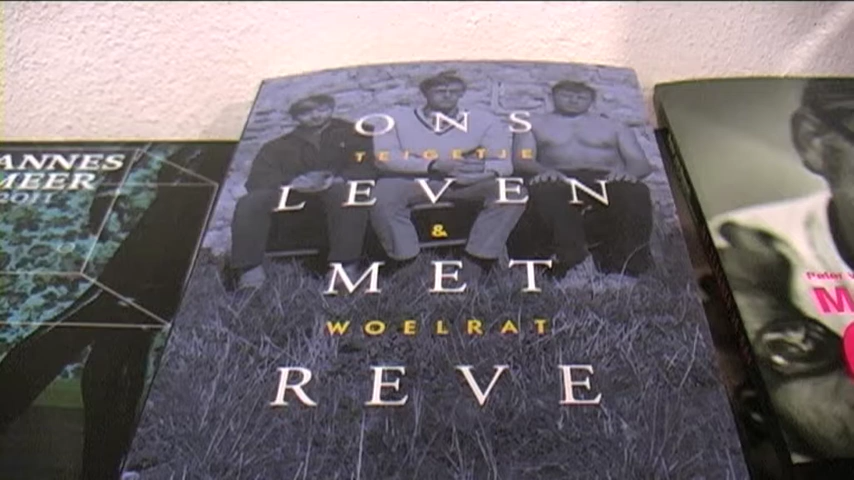 ANNES
MEER
2011
ONS
TEIGETJE
LEVEN
&
MET
WOELRAT
REVE
Peter
M